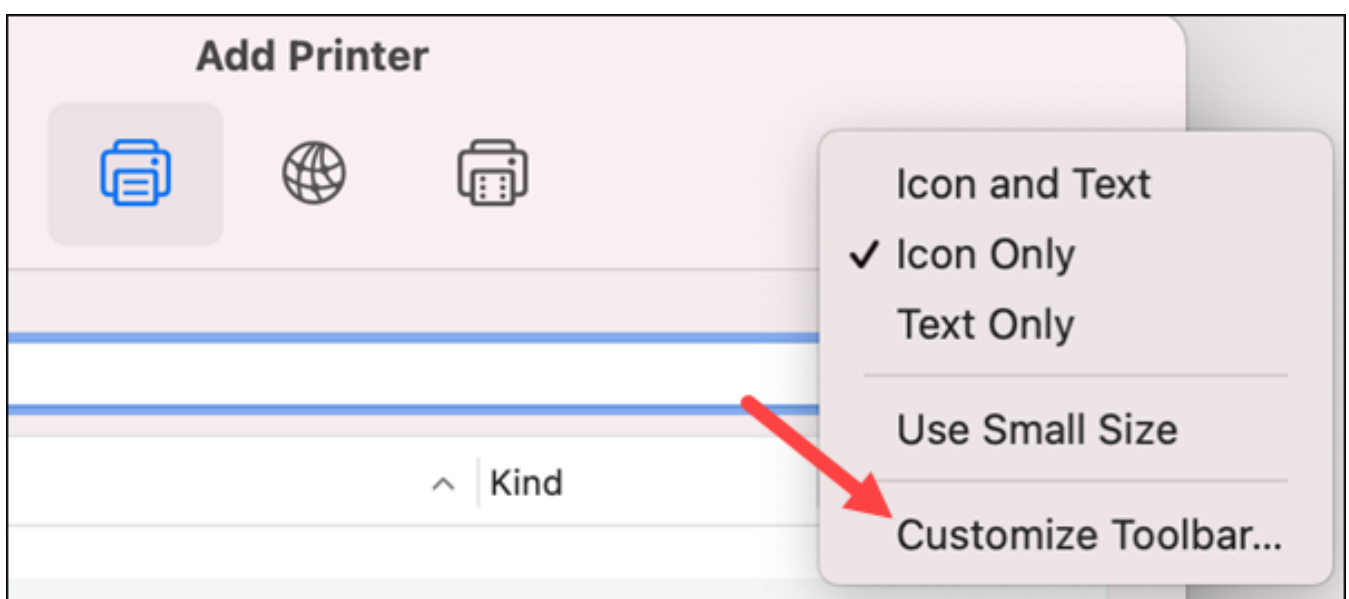 Add Printer
Icon and Text
Icon Only
Text Only
Use Small Size
Kind
Customize Toolbar...